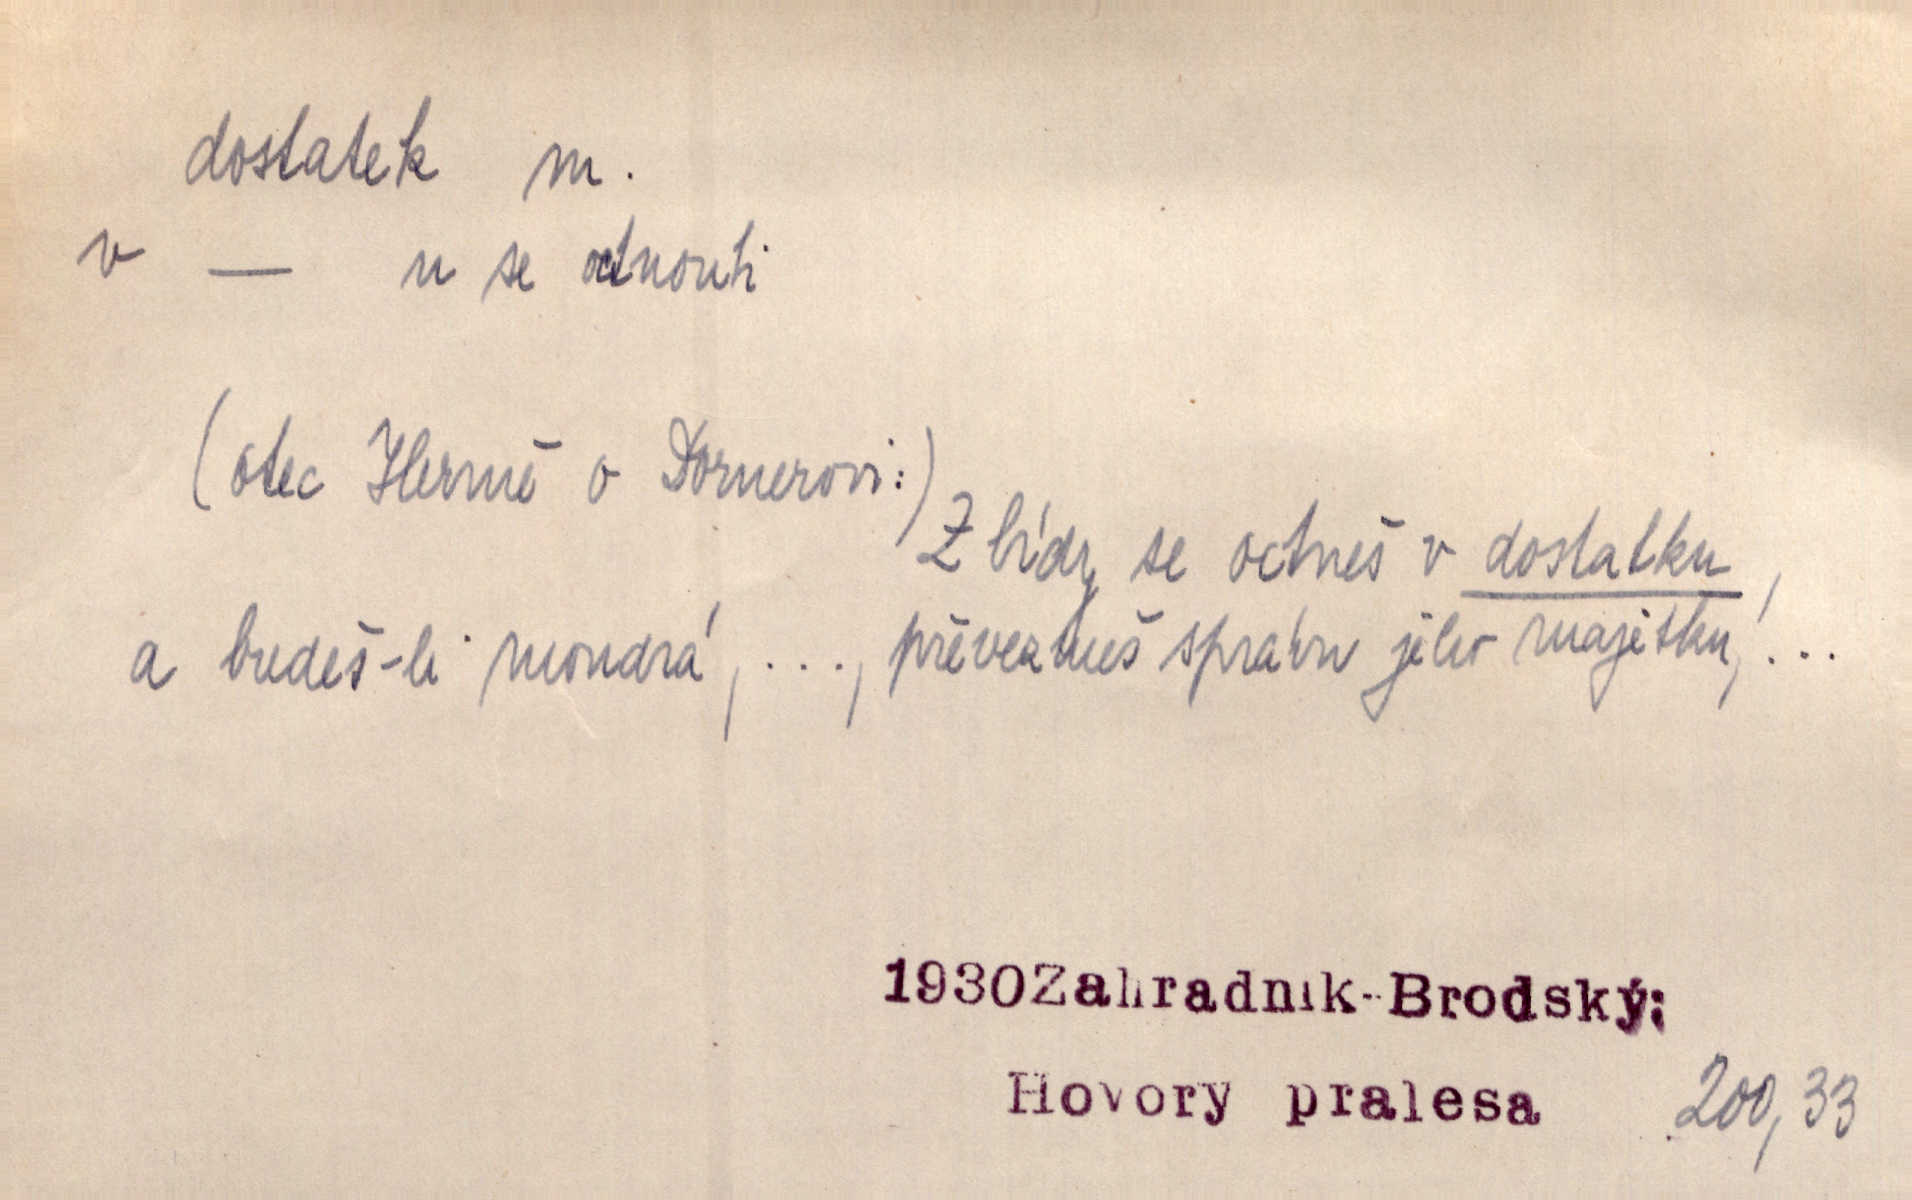 dostatek m.
v — u se octnouti
(otec Hermě o Dornerovi:)
Z bídy se octneš v dostatku,
a budeš-li moudrá, ..., převezmeš správu jeho majetku, ...
1930Zahradník-Brodský:
Hovory pralesa 200,33